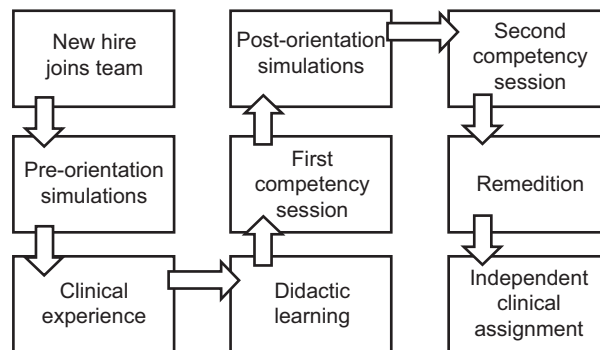 New hire
joins team
Pre-orientation
simulations
Clinical
experience
Didactic
learning
First
competency
session
Post-orientation
simulations
Second
competency
session
Remedition
Independent
clinical
assignment